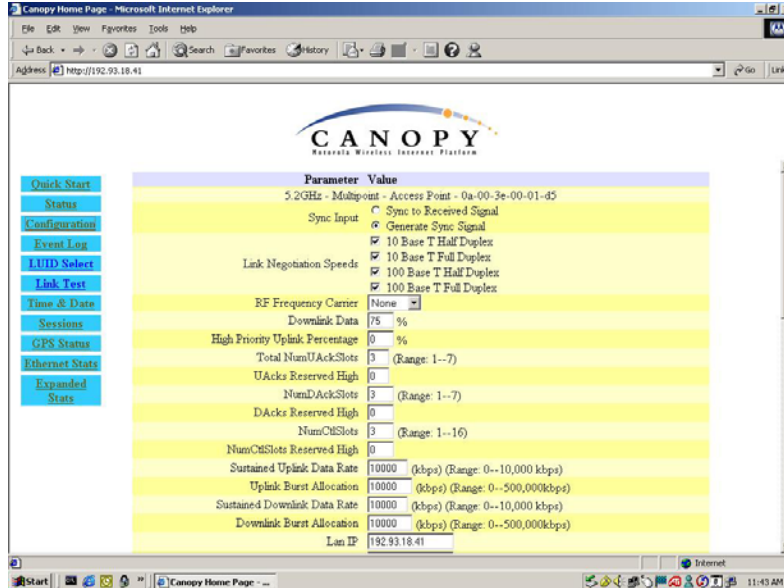 Canopy Home Page - Microsoft Internet Explorer
File Edit View Favorites Tools Help
Back Search Favorites History
Address http://192.93.18.41 Go Link
CANOPY
Motorola Wireless Internet Platform
Quick Start
Status
Configuration
Event Log
LUID Select
Link Test
Time & Date
Sessions
GPS Status
Ethernet Stats
Expanded
Stats
Parameter Value
5.2GHz - Multipoint - Access Point - 0a-00-3e-00-01-d5
Sync Input Sync to Received Signal
Generate Sync Signal
Link Negotiation Speeds 10 Base T Half Duplex
10 Base T Full Duplex
100 Base T Half Duplex
100 Base T Full Duplex
RF Frequency Carrier None
Downlink Data 75 %
High Priority Uplink Percentage 0 %
Total NumUAckSlots 3 (Range: 1--7)
UAcks Reserved High 0
NumDAckSlots 3 (Range: 1--7)
DAcks Reserved High 0
NumCtlSlots 3 (Range: 1--16)
NumCtlSlots Reserved High 0
Sustained Uplink Data Rate 10000 (kbps) (Range: 0--10,000 kbps)
Uplink Burst Allocation 10000 (kbps) (Range: 0--500,000kbps)
Sustained Downlink Data Rate 10000 (kbps) (Range: 0--10,000 kbps)
Downlink Burst Allocation 10000 (kbps) (Range: 0--500,000kbps)
Lan IP 192.93.18.41
Internet
Start Canopy Home Page - ... 11:43 AM